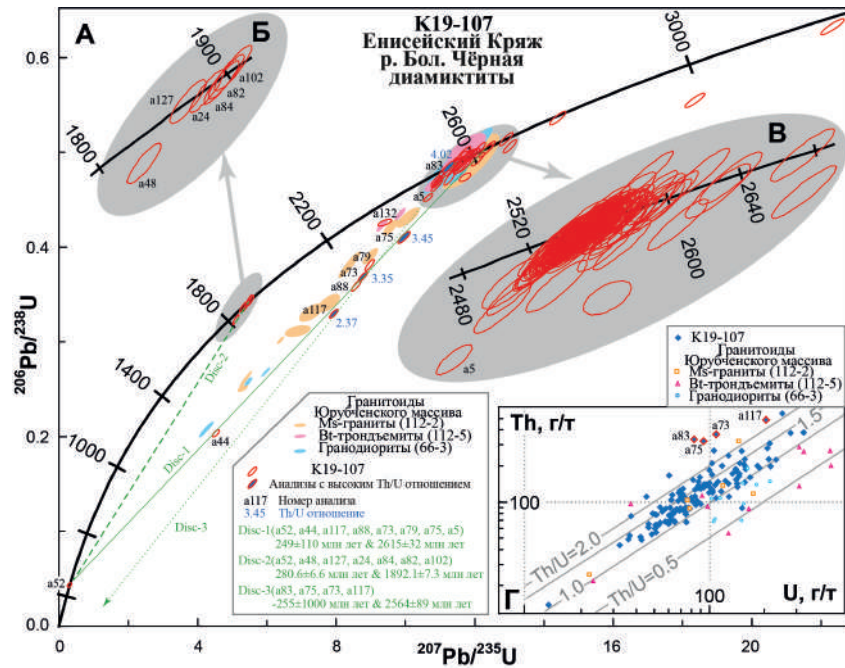 K19-107
Енисейский Кряж
р. Бол. Чёрная
диамиктиты
А
Б
В
Г
0.6
0.4
0.2
0.0
²⁰⁶Pb/²³⁸U
0
4
8
12
16
20
²⁰⁷Pb/²³⁵U
1000
1400
1800
2200
2600
3000
1800
1900
a127
a24
a84
a82
a102
a48
2480
2520
2600
2640
a5
a83
4.02
a5
a132
a75
3.45
a79
a73
a88
3.35
a117
2.37
a44
a52
Disc-2
Disc-1
Disc-3
Гранитоиды
Юрубченского массива
Ms-граниты (112-2)
Bt-трондъемиты (112-5)
Гранодиориты (66-3)
K19-107
Анализы с высоким Th/U отношением
a117 Номер анализа
3.45 Th/U отношение
Disc-1(a52, a44, a117, a88, a73, a79, a75, a5)
249±110 млн лет & 2615±32 млн лет
Disc-2(a52, a48, a127, a24, a84, a82, a102)
280.6±6.6 млн лет & 1892.1±7.3 млн лет
Disc-3(a83, a75, a73, a117)
-255±1000 млн лет & 2564±89 млн лет
K19-107
Гранитоиды
Юрубченского массива
Ms-граниты (112-2)
Bt-трондъемиты (112-5)
Гранодиориты (66-3)
Th, г/т
100
a83
a75
a73
a117
1.5
Th/U=2.0
1.0
Th/U=0.5
100
U, г/т